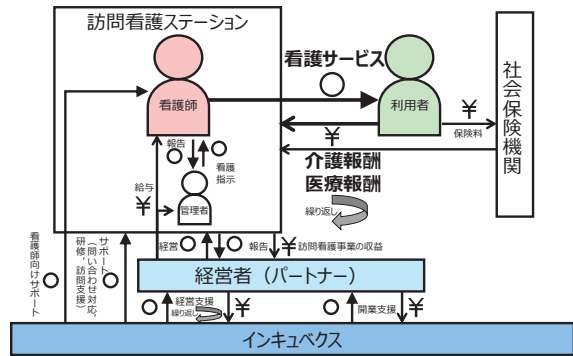 訪問看護ステーション
看護サービス
看護師
利用者
社会保険機関
¥
保険料
¥
介護報酬
医療報酬
繰り返し
報告
看護
指示
給与
¥
管理者
経営
報告
¥
訪問看護事業の収益
経営者（パートナー）
看護師向けサポート
サポート
（問い合わせ対応、
研修、訪問支援）
経営支援
繰り返し
¥
開業支援
¥
インキュベクス